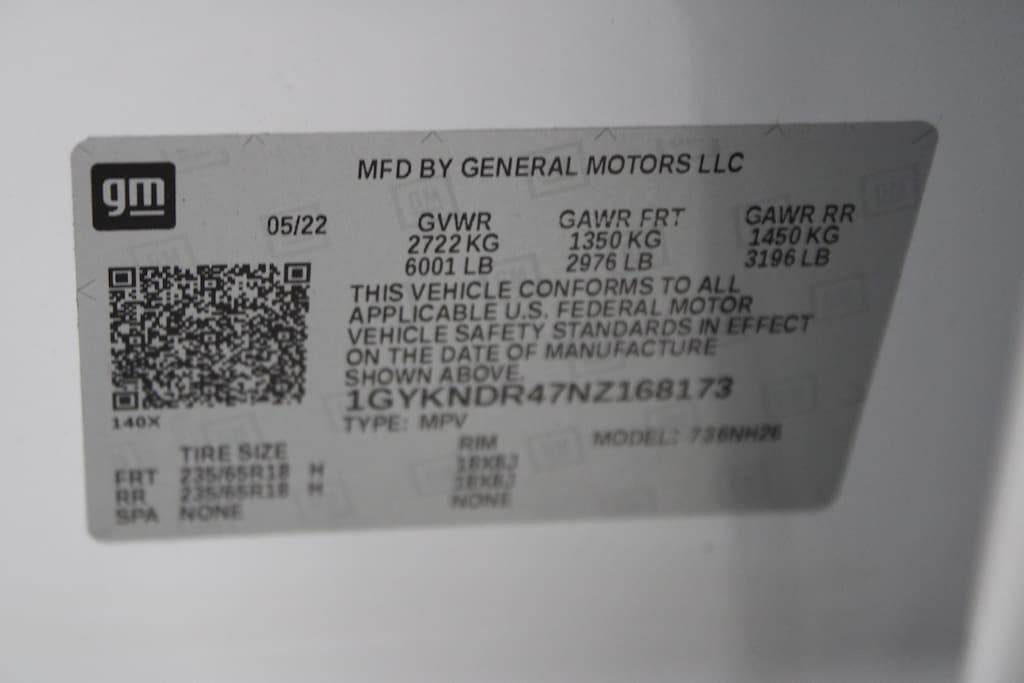 gm
MFD BY GENERAL MOTORS LLC
05/22 GVWR GAWR FRT GAWR RR
2722 KG 1350 KG 1450 KG
6001 LB 2976 LB 3196 LB
THIS VEHICLE CONFORMS TO ALL
APPLICABLE U.S. FEDERAL MOTOR
VEHICLE SAFETY STANDARDS IN EFFECT
ON THE DATE OF MANUFACTURE
SHOWN ABOVE.
1GYKNDR47NZ168173
140X
TYPE: MPV MODEL: 736NH26
TIRE SIZE RIM
FRT 235/65R18 H 18X8J
RR 235/65R18 H 18X8J
SPA NONE NONE